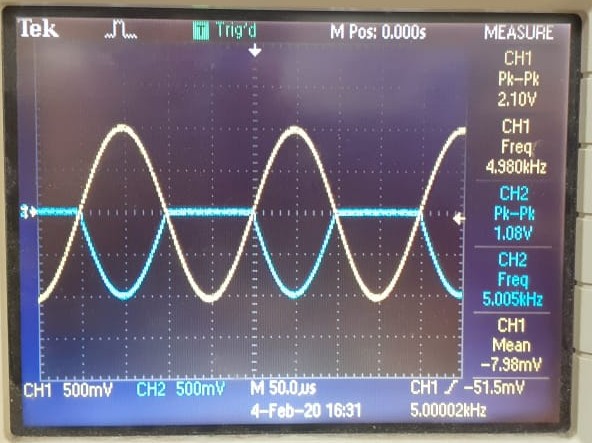 Tek Trig'd M Pos: 0.000s MEASURE
CH1
Pk-Pk
2.10V
CH1
Freq
4.980kHz
CH2
Pk-Pk
1.08V
CH2
Freq
5.005kHz
CH1
Mean
-7.98mV
CH1 500mV CH2 500mV M 50.0µs CH1 -51.5mV
4-Feb-20 16:31 5.00002kHz